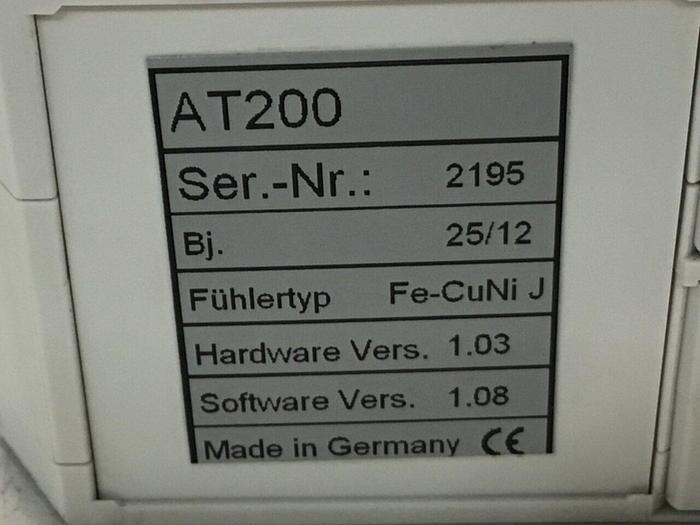 AT200
Ser.-Nr.: 2195
Bj. 25/12
Fühlertyp Fe-CuNi J
Hardware Vers. 1.03
Software Vers. 1.08
Made in Germany CE